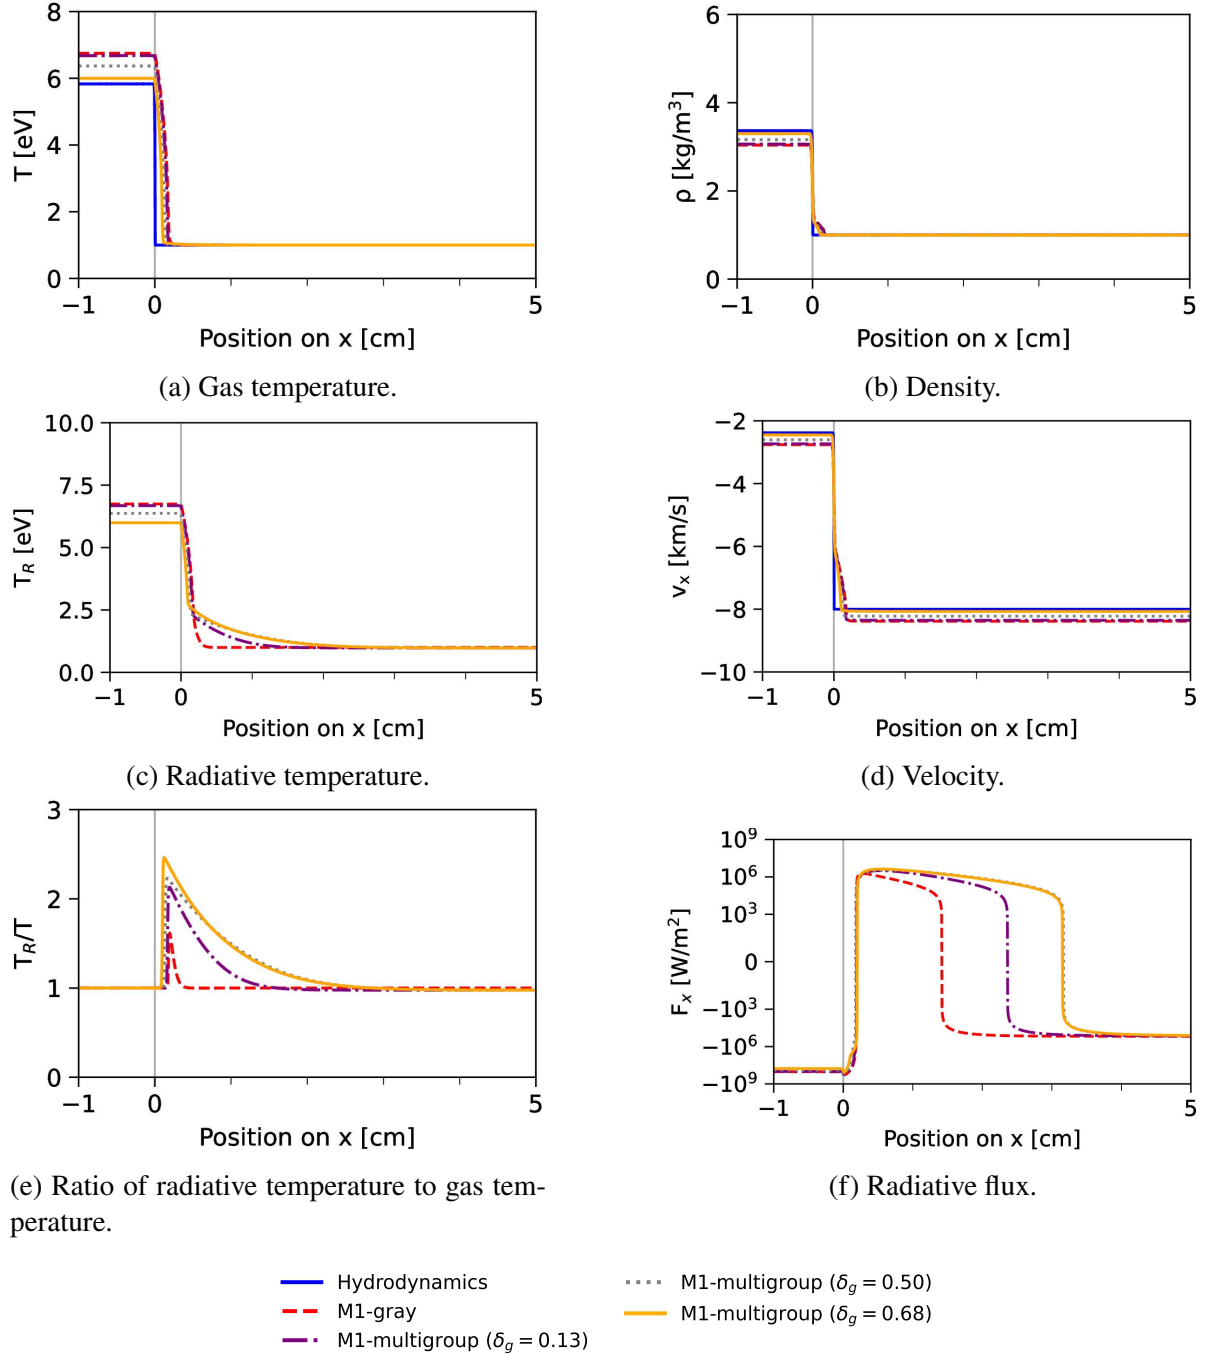 8
6
4
2
0
T [eV]
−1 0 5
Position on x [cm]
(a) Gas temperature.
6
4
2
0
ρ [kg/m³]
−1 0 5
Position on x [cm]
(b) Density.
10.0
7.5
5.0
2.5
0.0
T_R [eV]
−1 0 5
Position on x [cm]
(c) Radiative temperature.
−2
−4
−6
−8
−10
v_x [km/s]
−1 0 5
Position on x [cm]
(d) Velocity.
3
2
1
0
T_R/T
−1 0 5
Position on x [cm]
(e) Ratio of radiative temperature to gas tem-
perature.
10⁹
10⁶
10³
0
−10³
−10⁶
−10⁹
F_x [W/m²]
−1 0 5
Position on x [cm]
(f) Radiative flux.
Hydrodynamics
M1-gray
M1-multigroup (δ_g = 0.13)
M1-multigroup (δ_g = 0.50)
M1-multigroup (δ_g = 0.68)